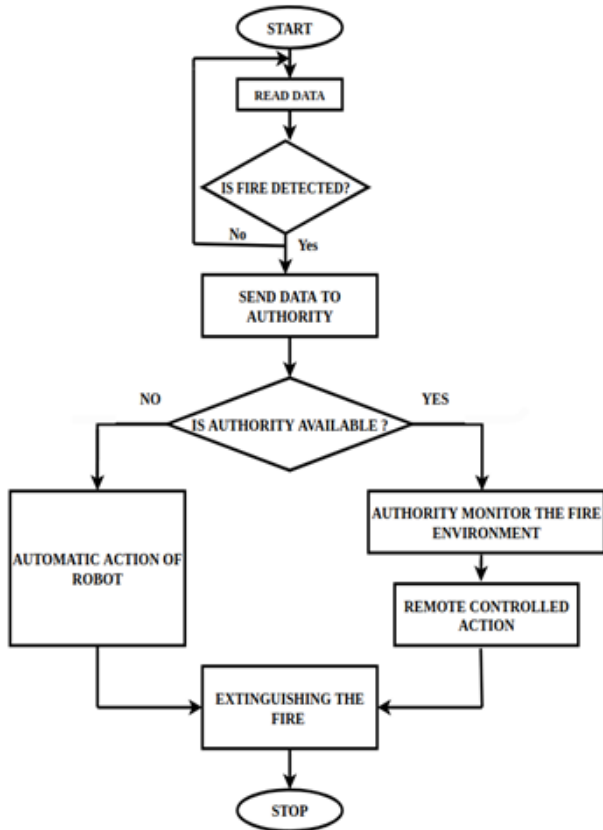 START
READ DATA
IS FIRE DETECTED?
No
Yes
SEND DATA TO
AUTHORITY
NO
YES
IS AUTHORITY AVAILABLE ?
AUTOMATIC ACTION OF
ROBOT
AUTHORITY MONITOR THE FIRE
ENVIRONMENT
REMOTE CONTROLLED
ACTION
EXTINGUISHING THE
FIRE
STOP